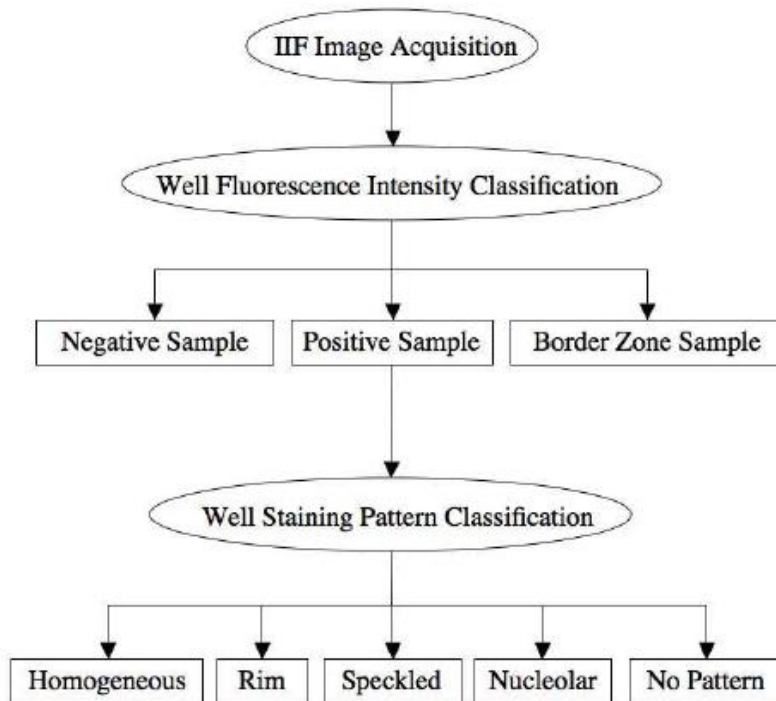 IIF Image Acquisition
Well Fluorescence Intensity Classification
Negative Sample
Positive Sample
Border Zone Sample
Well Staining Pattern Classification
Homogeneous
Rim
Speckled
Nucleolar
No Pattern